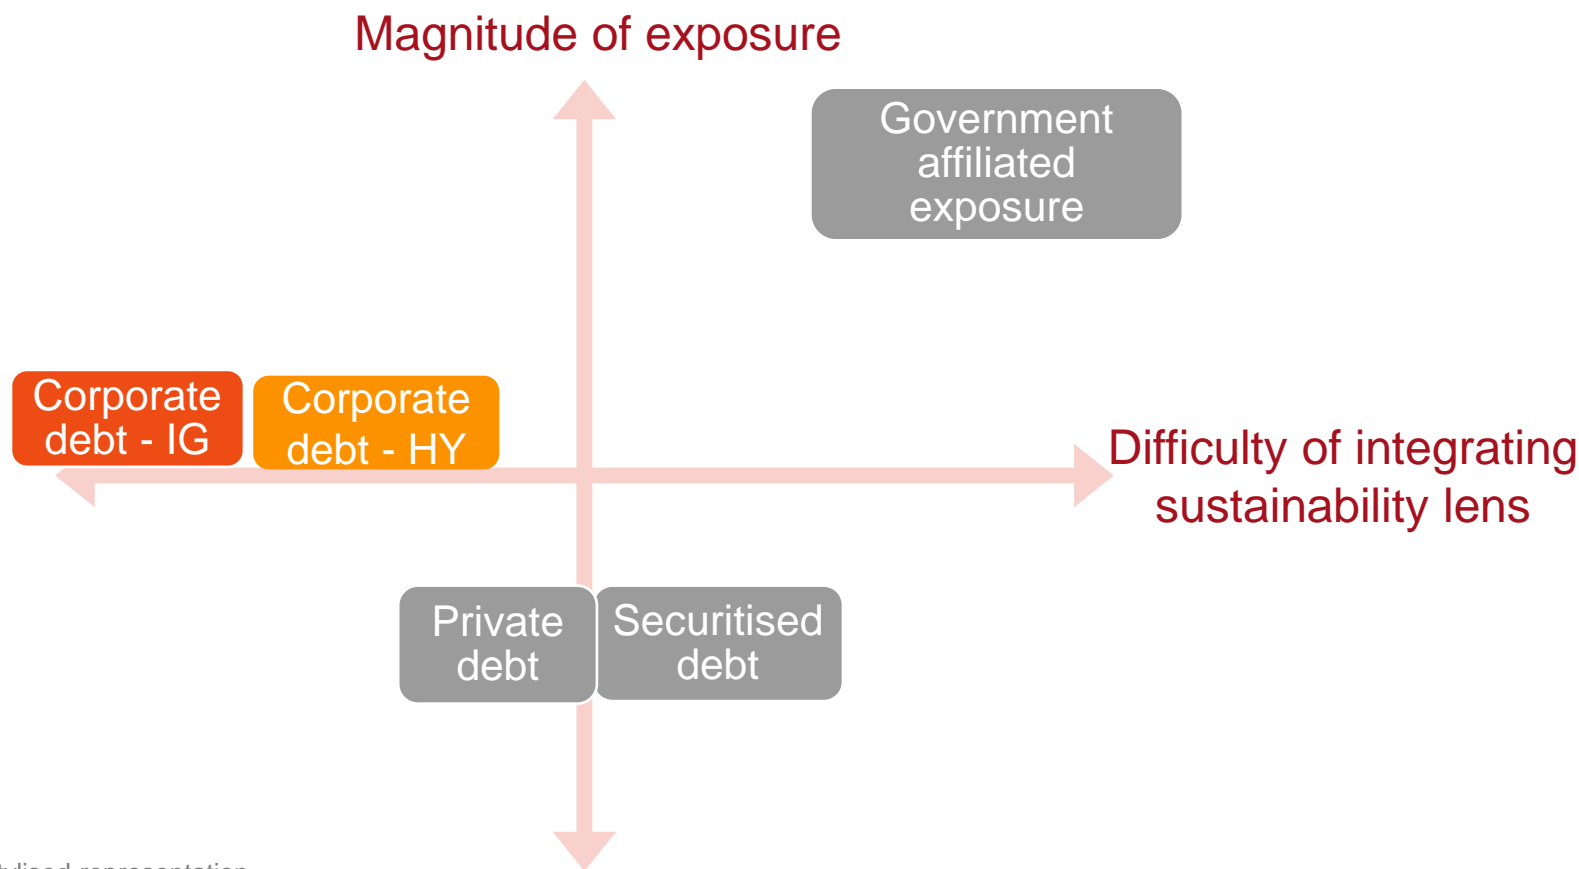 Magnitude of exposure
Government
affiliated
exposure
Corporate
debt - IG
Corporate
debt - HY
Difficulty of integrating
sustainability lens
Private
debt
Securitised
debt
representation